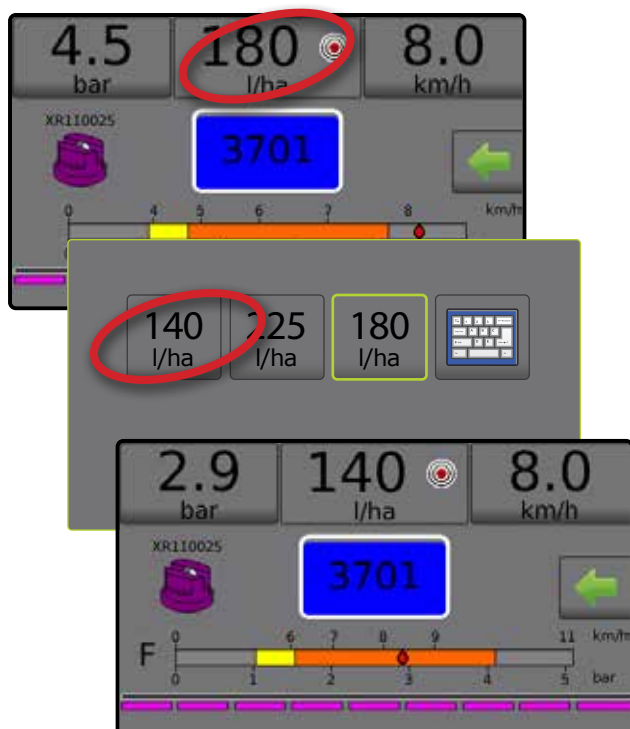 4.5 180 8.0
bar l/ha km/h
XR110025
3701
0 4 5 6 7 8 km/h
140 225 180
l/ha l/ha l/ha
2.9 140 8.0
bar l/ha km/h
XR110025
3701
0 6 7 8 9 11 km/h
F
0 1 2 3 4 5 bar